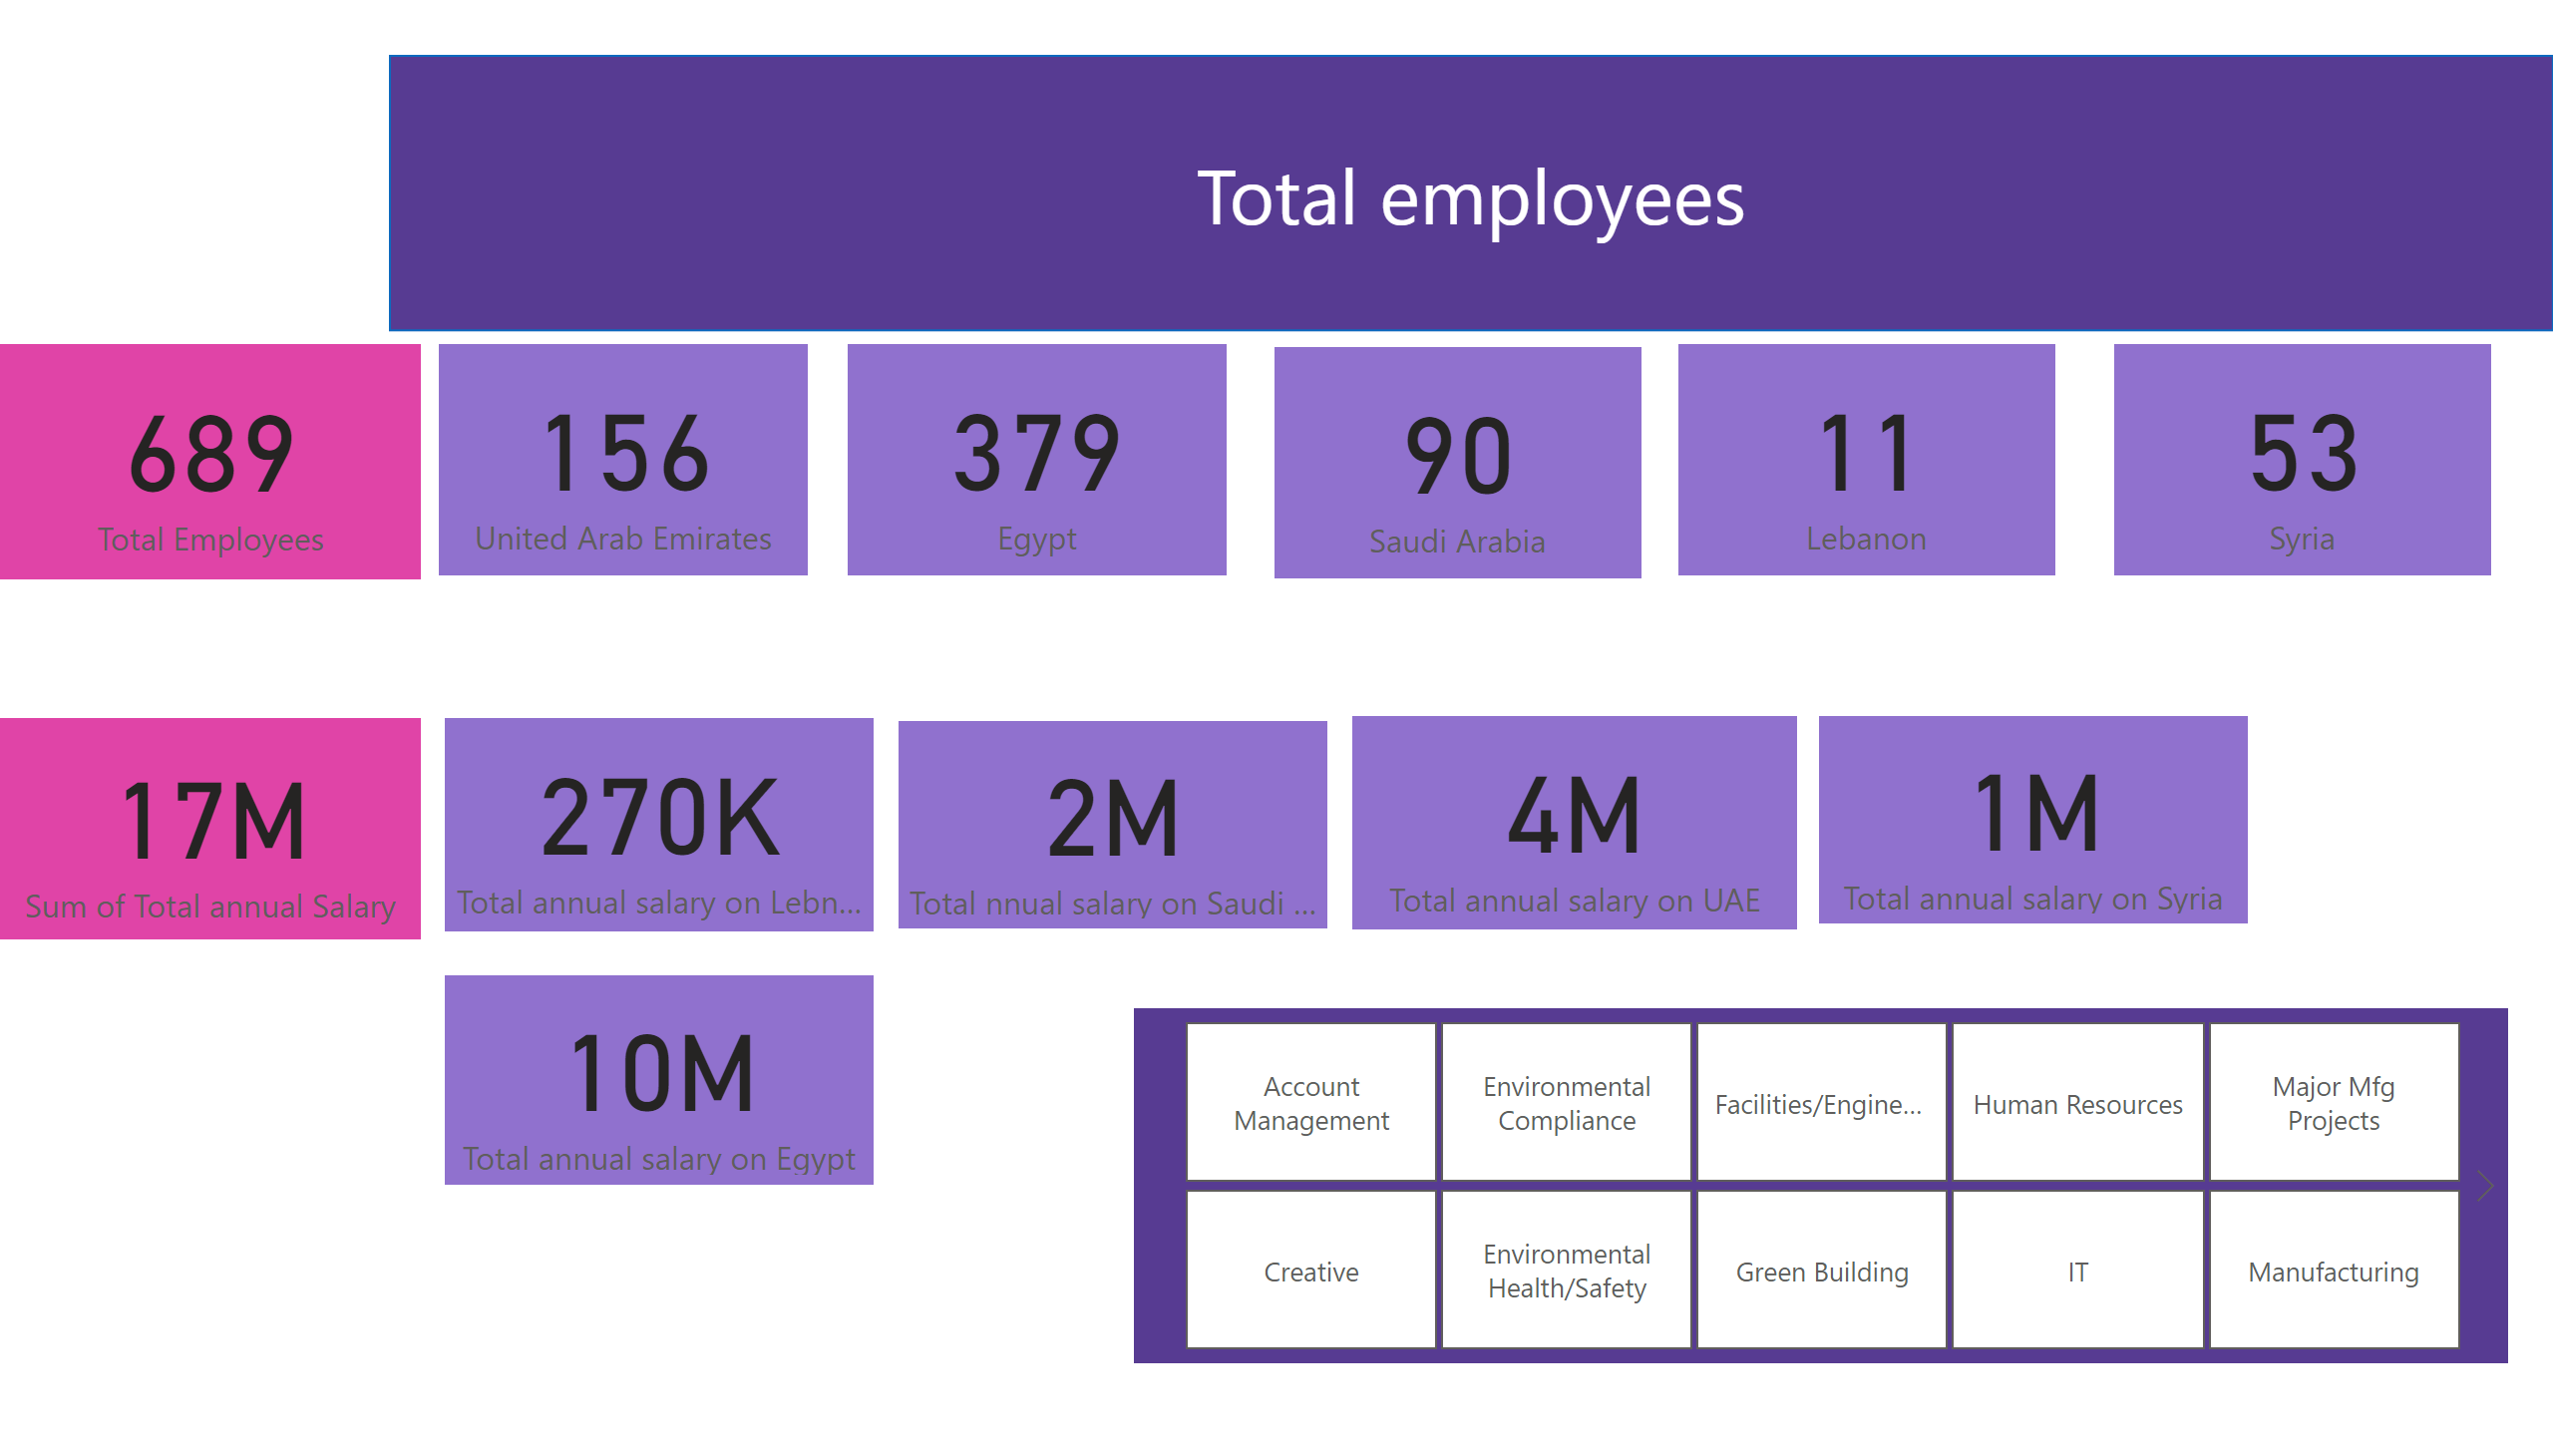 Total employees
689
Total Employees
156
United Arab Emirates
379
Egypt
90
Saudi Arabia
11
Lebanon
53
Syria
17M
Sum of Total annual Salary
270K
Total annual salary on Lebn...
2M
Total nnual salary on Saudi ...
4M
Total annual salary on UAE
1M
Total annual salary on Syria
10M
Total annual salary on Egypt
Account
Management
Environmental
Compliance
Facilities/Engine...
Human Resources
Major Mfg
Projects
Creative
Environmental
Health/Safety
Green Building
IT
Manufacturing